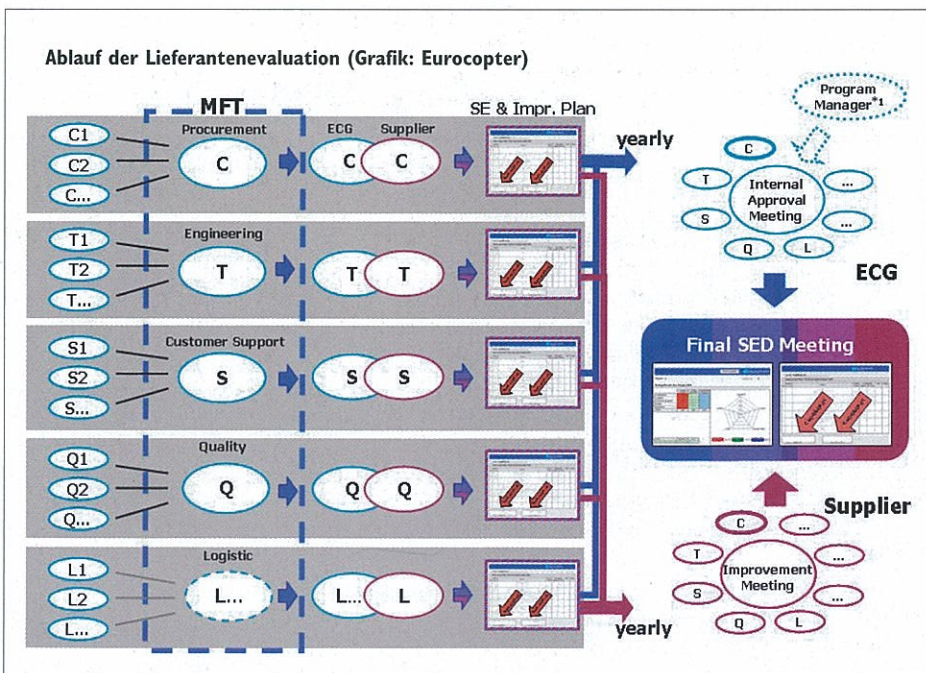 Ablauf der Lieferantenevaluation (Grafik: Eurocopter)
MFT
SE & Impr. Plan
Program
Manager*1
C1
C2
C...
Procurement
C
ECG
Supplier
C
C
yearly
C
T
S
Q
L
...
...
Internal
Approval
Meeting
ECG
T1
T2
T...
Engineering
T
T
T
S1
S2
S...
Customer Support
S
S
S
Final SED Meeting
Q1
Q2
Q...
Quality
Q
Q
Q
Supplier
L1
L2
L...
Logistic
L...
L...
L
yearly
C
...
T
...
S
...
Q
L
Improvement
Meeting